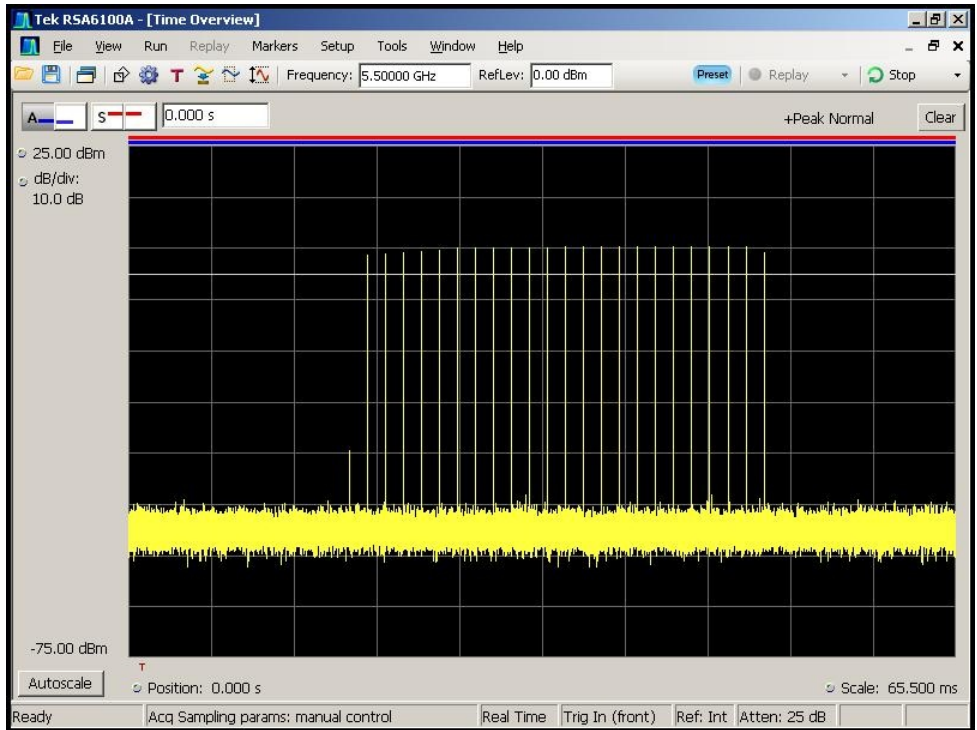 Tek RSA6100A - [Time Overview]
File View Run Replay Markers Setup Tools Window Help
T Frequency: 5.50000 GHz RefLev: 0.00 dBm Preset Replay Stop
A S 0.000 s +Peak Normal Clear
25.00 dBm
dB/div:
10.0 dB
-75.00 dBm
T
Autoscale Position: 0.000 s Scale: 65.500 ms
Ready Acq Sampling params: manual control Real Time Trig In (front) Ref: Int Atten: 25 dB